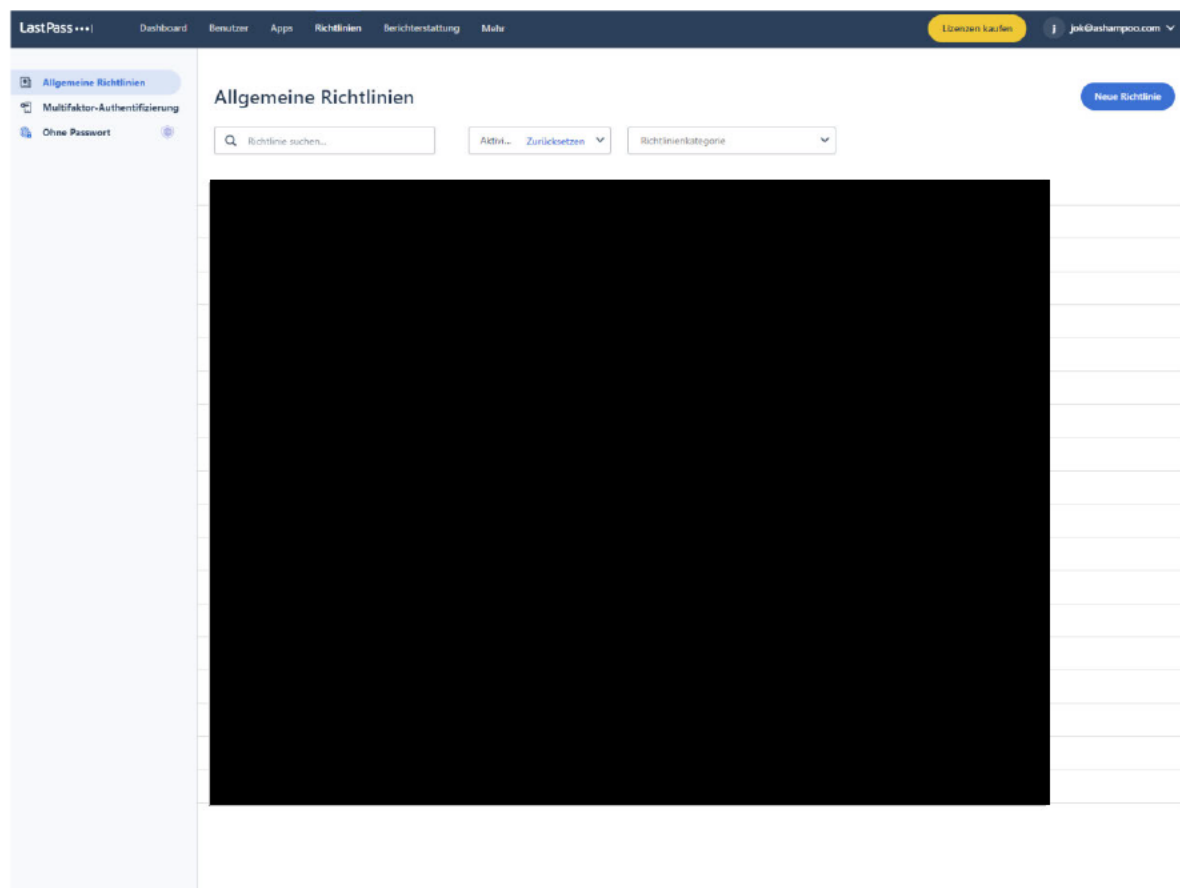 LastPass •••|
Dashboard
Benutzer
Apps
Richtlinien
Berichterstattung
Mehr
Lizenzen kaufen
j
jok@ashampoo.com
Allgemeine Richtlinien
Multifaktor-Authentifizierung
Ohne Passwort
Allgemeine Richtlinien
Neue Richtlinie
Richtlinie suchen...
Aktivi... Zurücksetzen
Richtlinienkategorie